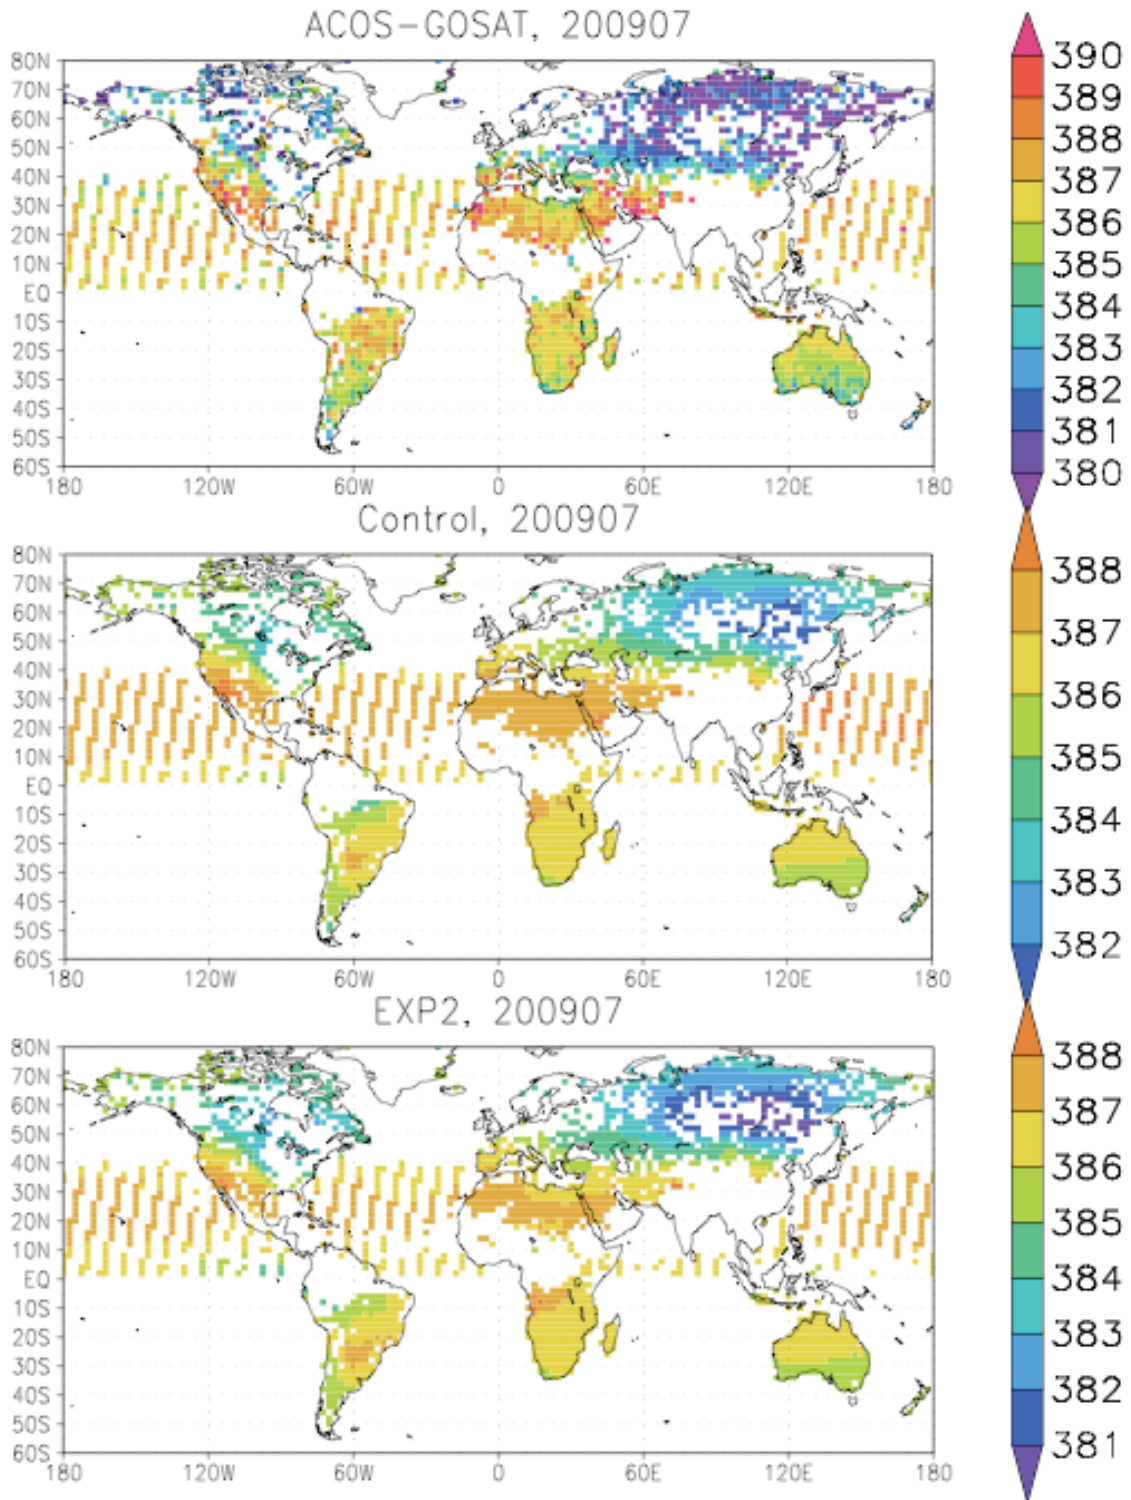 ACOS-GOSAT, 200907
80N
70N
60N
50N
40N
30N
20N
10N
EQ
10S
20S
30S
40S
50S
60S
180 120W 60W 0 60E 120E 180
390
389
388
387
386
385
384
383
382
381
380
Control, 200907
80N
70N
60N
50N
40N
30N
20N
10N
EQ
10S
20S
30S
40S
50S
60S
180 120W 60W 0 60E 120E 180
388
387
386
385
384
383
382
EXP2, 200907
80N
70N
60N
50N
40N
30N
20N
10N
EQ
10S
20S
30S
40S
50S
60S
180 120W 60W 0 60E 120E 180
388
387
386
385
384
383
382
381